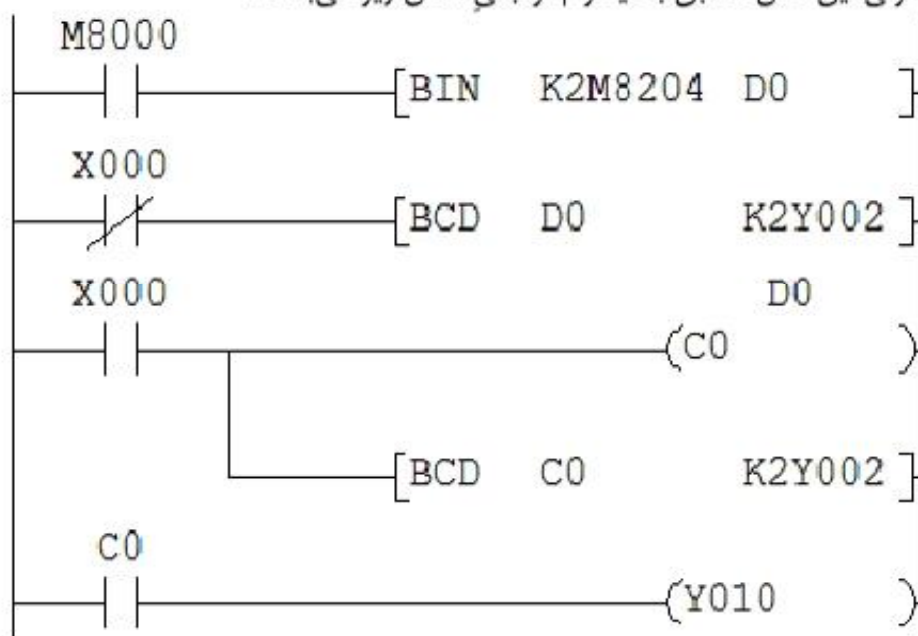 M8000
[BIN K2M8204 D0 ]
X000
[BCD D0 K2Y002 ]
X000
D0
(C0 )
[BCD C0 K2Y002 ]
C0
(Y010 )